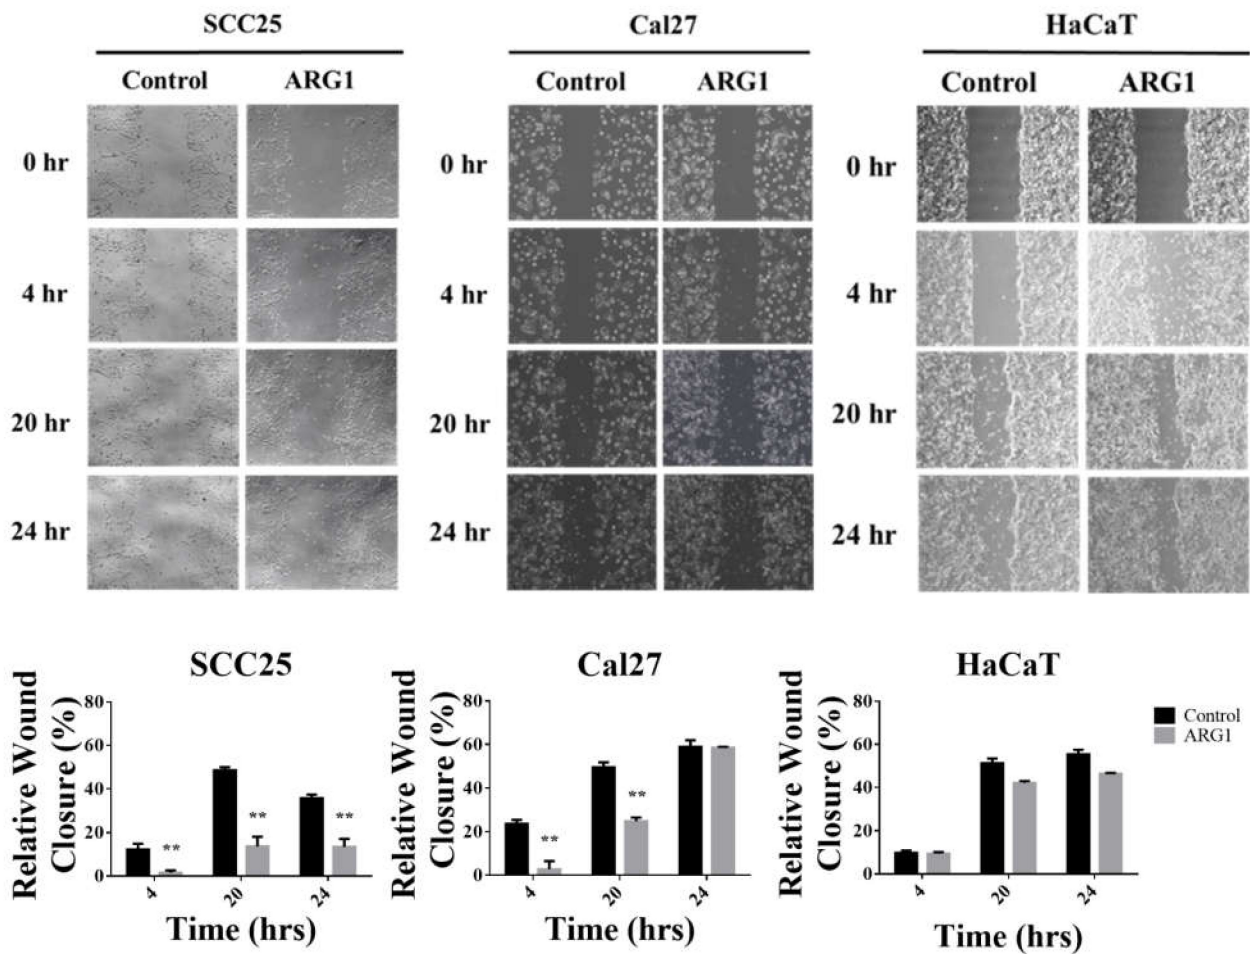 SCC25
Cal27
HaCaT
Control ARG1
Control ARG1
Control ARG1
0 hr
0 hr
0 hr
4 hr
4 hr
4 hr
20 hr
20 hr
20 hr
24 hr
24 hr
24 hr
SCC25
Relative Wound
Closure (%)
80
60
40
20
0
**
**
**
4
20
24
Time (hrs)
Cal27
Relative Wound
Closure (%)
80
60
40
20
0
**
**
4
20
24
Time (hrs)
HaCaT
Relative Wound
Closure (%)
80
60
40
20
0
4
20
24
Time (hrs)
Control
ARG1